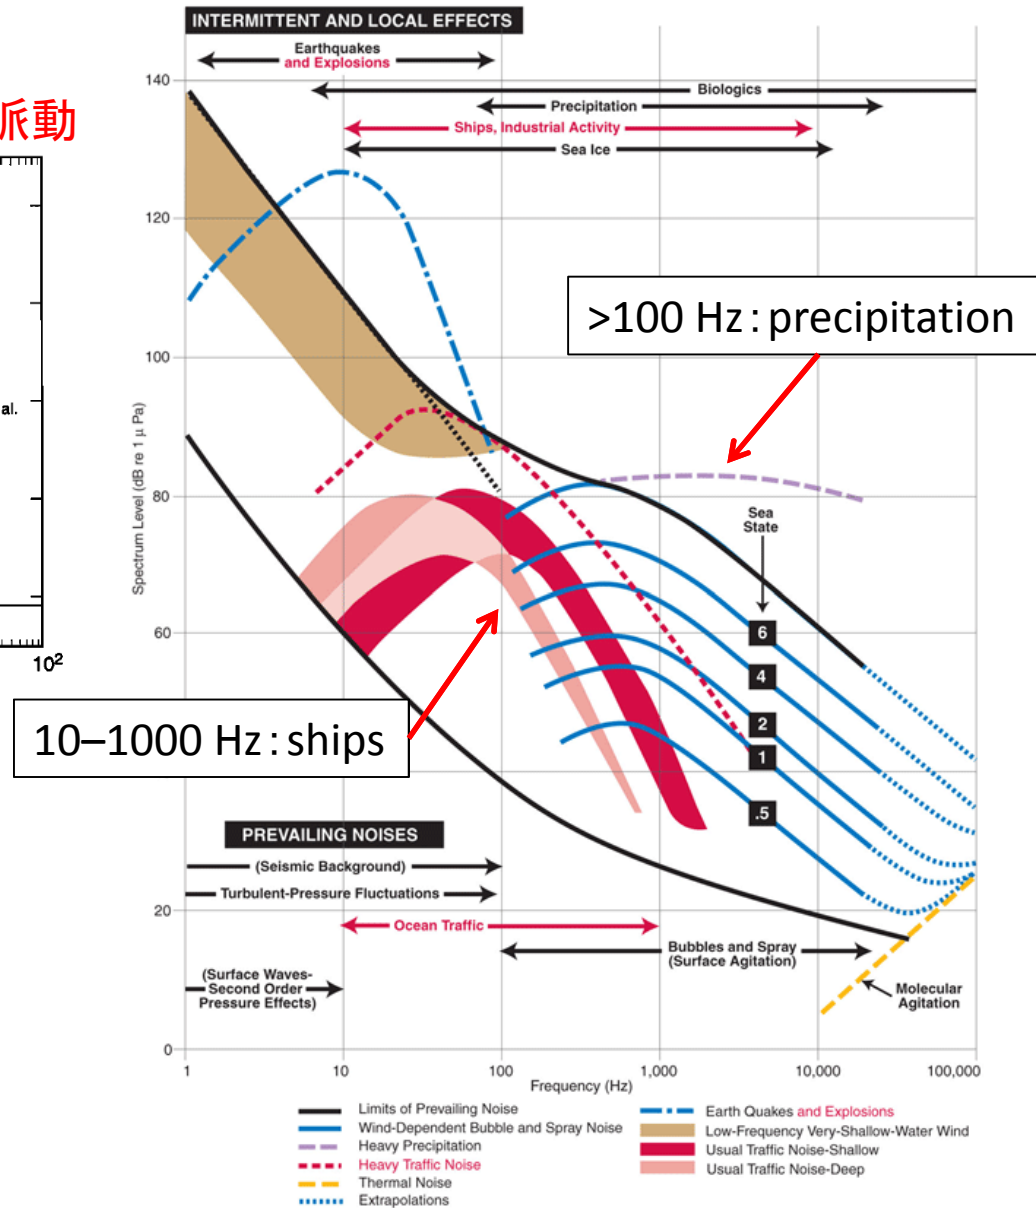 INTERMITTENT AND LOCAL EFFECTS
Earthquakes
and Explosions
Biologics
Precipitation
Ships, Industrial Activity
Sea Ice
脈動
al.
10²
140
120
100
80
60
20
0
Spectrum Level (dB re 1 μ Pa)
>100 Hz : precipitation
Sea
State
6
4
2
1
.5
10–1000 Hz : ships
PREVAILING NOISES
(Seismic Background)
Turbulent-Pressure Fluctuations
Ocean Traffic
Bubbles and Spray
(Surface Agitation)
(Surface Waves-
Second Order
Pressure Effects)
Molecular
Agitation
1
10
100
1,000
10,000
100,000
Frequency (Hz)
Limits of Prevailing Noise
Wind-Dependent Bubble and Spray Noise
Heavy Precipitation
Heavy Traffic Noise
Thermal Noise
Extrapolations
Earth Quakes and Explosions
Low-Frequency Very-Shallow-Water Wind
Usual Traffic Noise-Shallow
Usual Traffic Noise-Deep